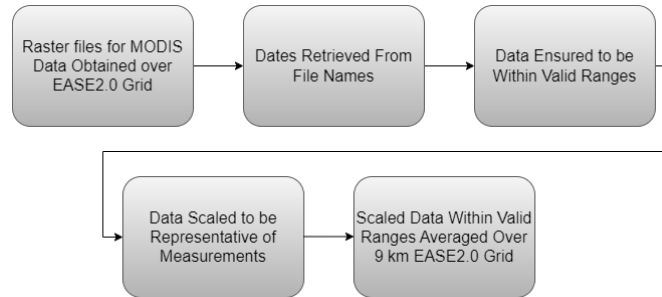 Raster files for MODIS
Data Obtained over
EASE2.0 Grid
Dates Retrieved From
File Names
Data Ensured to be
Within Valid Ranges
Data Scaled to be
Representative of
Measurements
Scaled Data Within Valid
Ranges Averaged Over
9 km EASE2.0 Grid